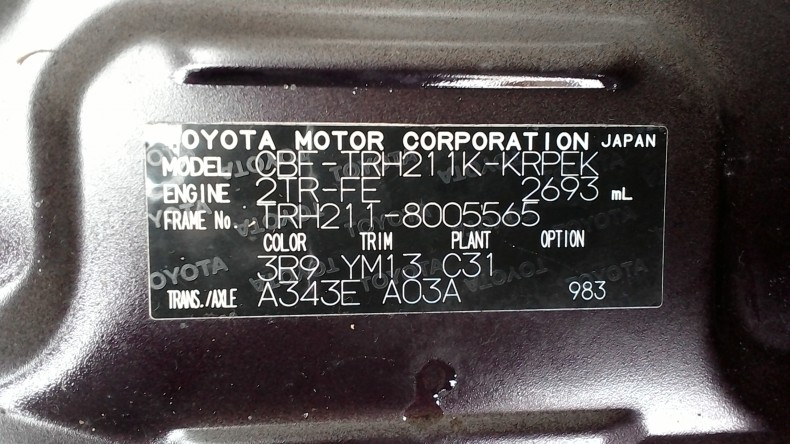 TOYOTA MOTOR CORPORATION JAPAN
MODEL CBF-TRH211K-KRPEK
ENGINE 2TR-FE 2693 mL
FRAME No. TRH211-8005565
COLOR TRIM PLANT OPTION
3R9 YM13 C31
TRANS./AXLE A343E A03A 983